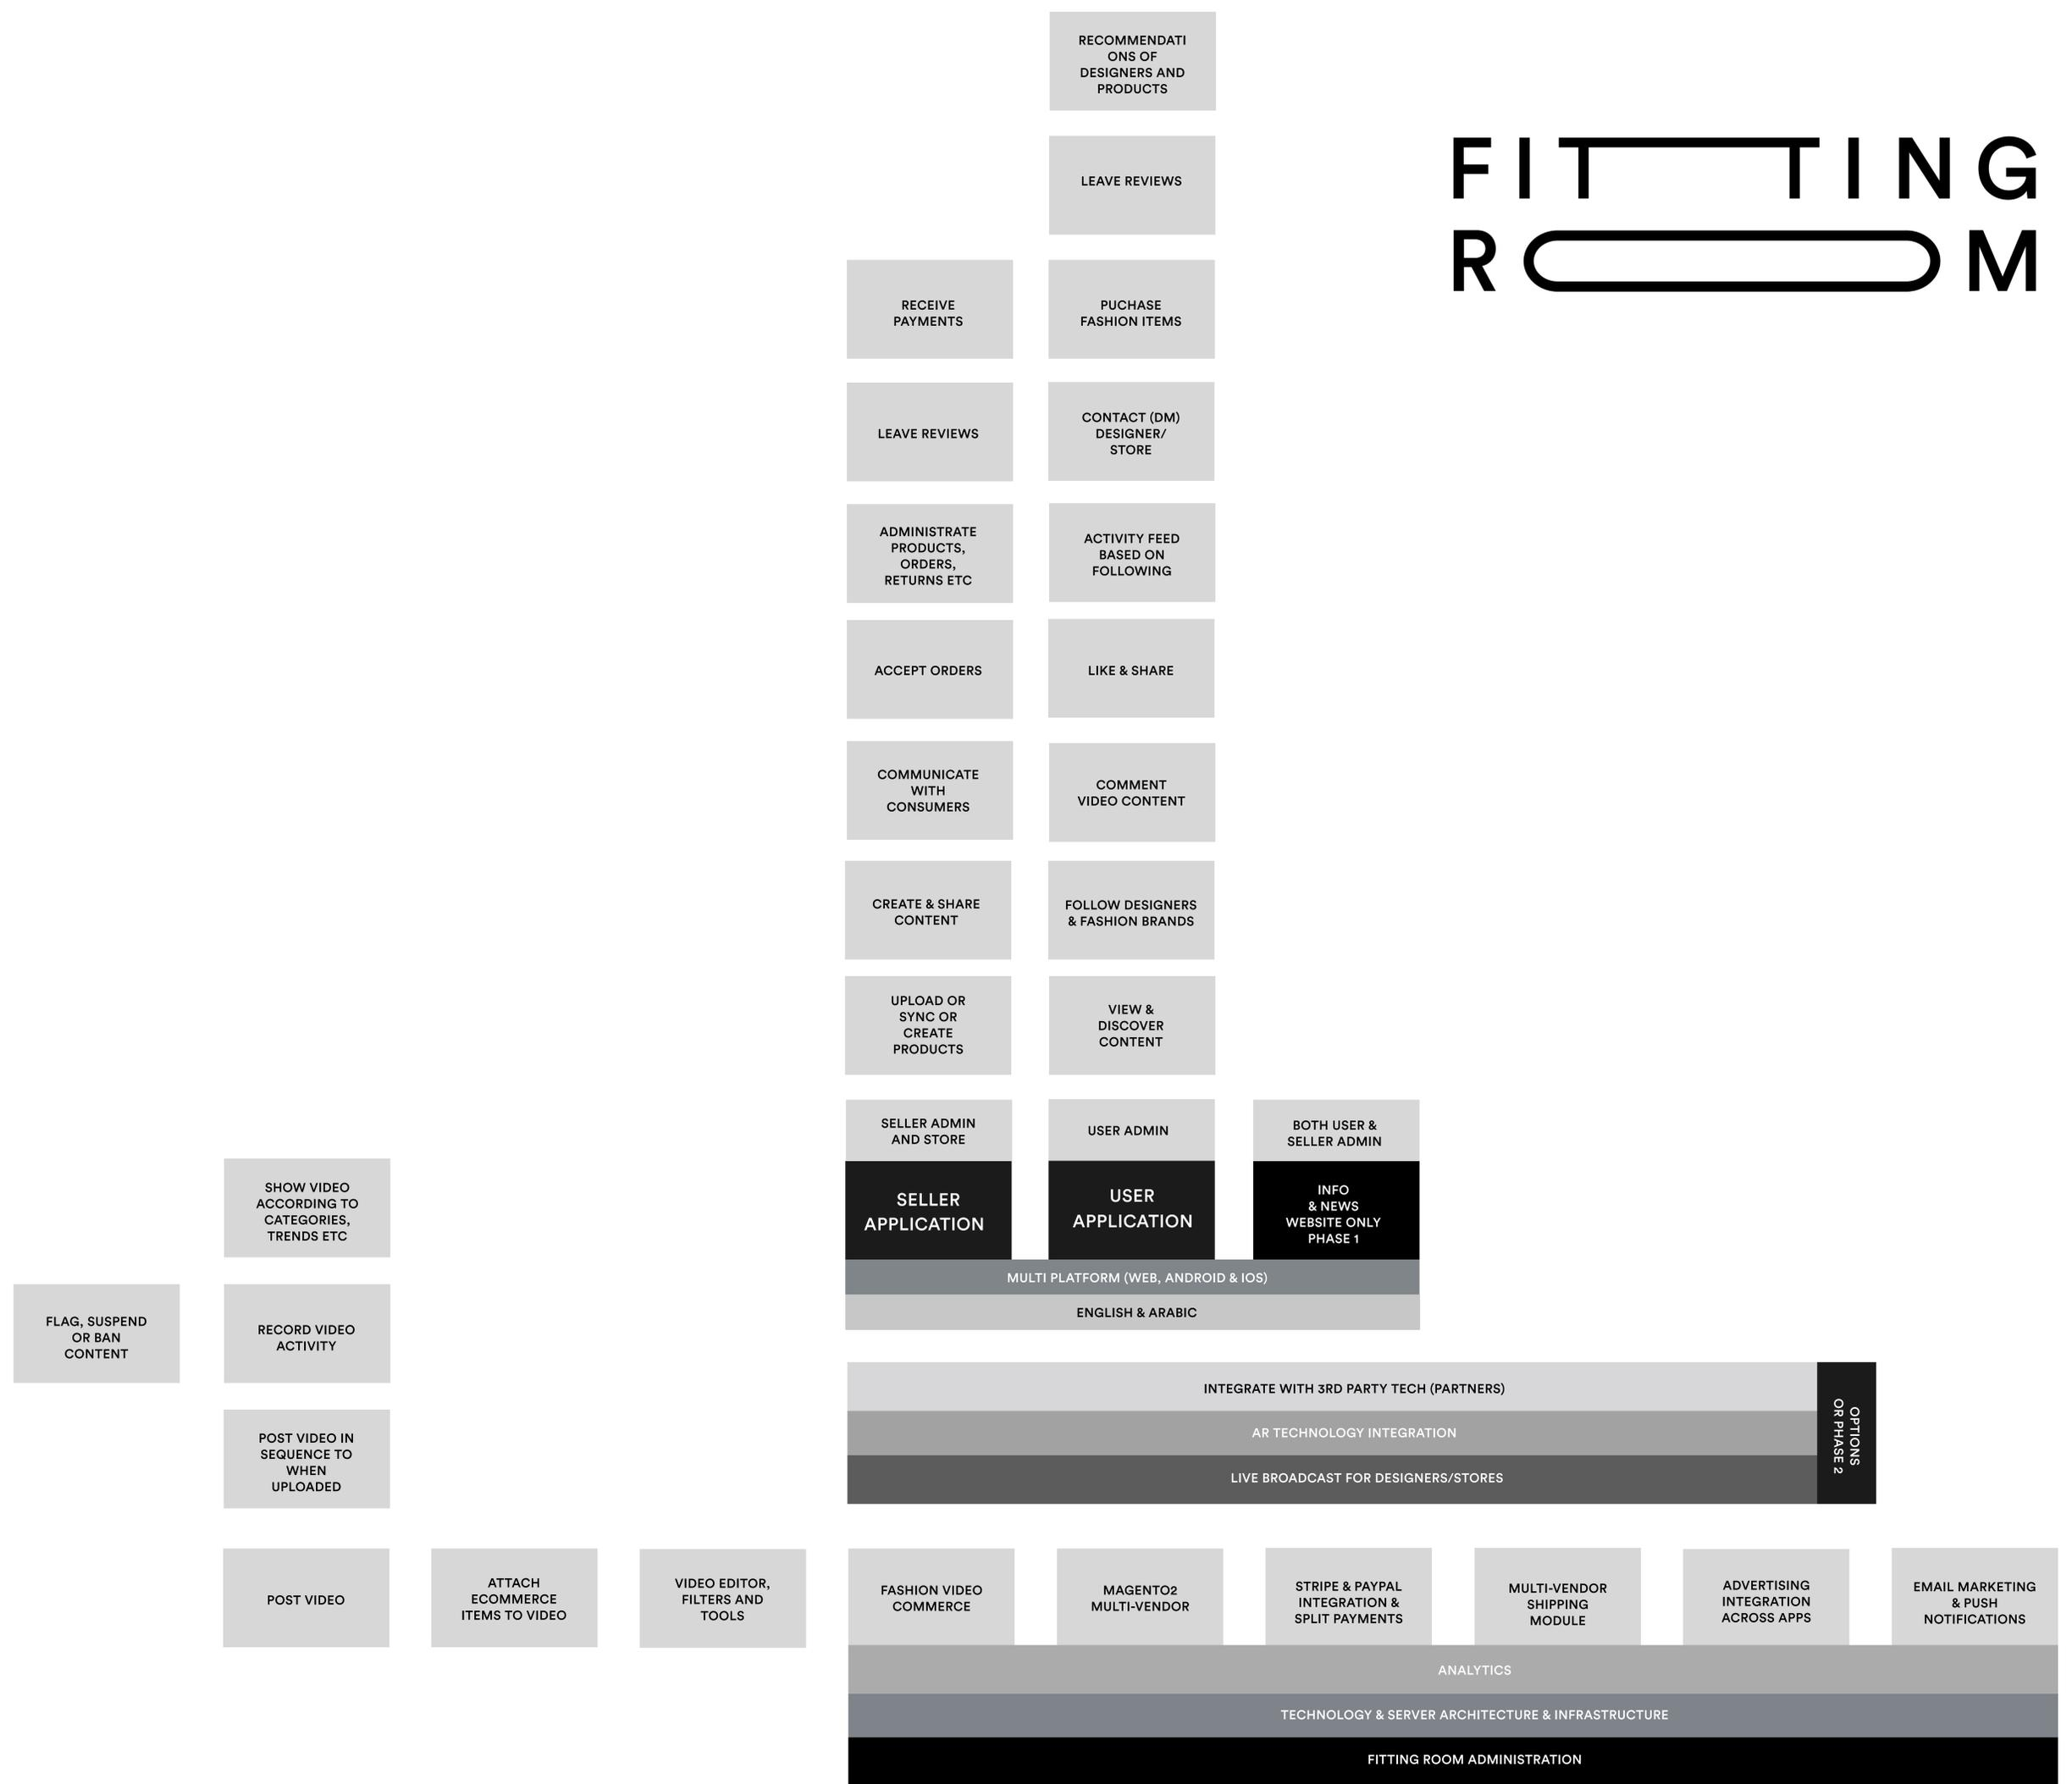 RECOMMENDATI
ONS OF
DESIGNERS AND
PRODUCTS
LEAVE REVIEWS
FITTING
ROOM
RECEIVE
PAYMENTS
PUCHASE
FASHION ITEMS
LEAVE REVIEWS
CONTACT (DM)
DESIGNER/
STORE
ADMINISTRATE
PRODUCTS,
ORDERS,
RETURNS ETC
ACTIVITY FEED
BASED ON
FOLLOWING
ACCEPT ORDERS
LIKE & SHARE
COMMUNICATE
WITH
CONSUMERS
COMMENT
VIDEO CONTENT
CREATE & SHARE
CONTENT
FOLLOW DESIGNERS
& FASHION BRANDS
UPLOAD OR
SYNC OR
CREATE
PRODUCTS
VIEW &
DISCOVER
CONTENT
SELLER ADMIN
AND STORE
USER ADMIN
BOTH USER &
SELLER ADMIN
SELLER
APPLICATION
USER
APPLICATION
INFO
& NEWS
WEBSITE ONLY
PHASE 1
MULTI PLATFORM (WEB, ANDROID & IOS)
ENGLISH & ARABIC
SHOW VIDEO
ACCORDING TO
CATEGORIES,
TRENDS ETC
FLAG, SUSPEND
OR BAN
CONTENT
RECORD VIDEO
ACTIVITY
POST VIDEO IN
SEQUENCE TO
WHEN
UPLOADED
INTEGRATE WITH 3RD PARTY TECH (PARTNERS)
AR TECHNOLOGY INTEGRATION
LIVE BROADCAST FOR DESIGNERS/STORES
OPTIONS
OR PHASE 2
POST VIDEO
ATTACH
ECOMMERCE
ITEMS TO VIDEO
VIDEO EDITOR,
FILTERS AND
TOOLS
FASHION VIDEO
COMMERCE
MAGENTO2
MULTI-VENDOR
STRIPE & PAYPAL
INTEGRATION &
SPLIT PAYMENTS
MULTI-VENDOR
SHIPPING
MODULE
ADVERTISING
INTEGRATION
ACROSS APPS
EMAIL MARKETING
& PUSH
NOTIFICATIONS
ANALYTICS
TECHNOLOGY & SERVER ARCHITECTURE & INFRASTRUCTURE
FITTING ROOM ADMINISTRATION